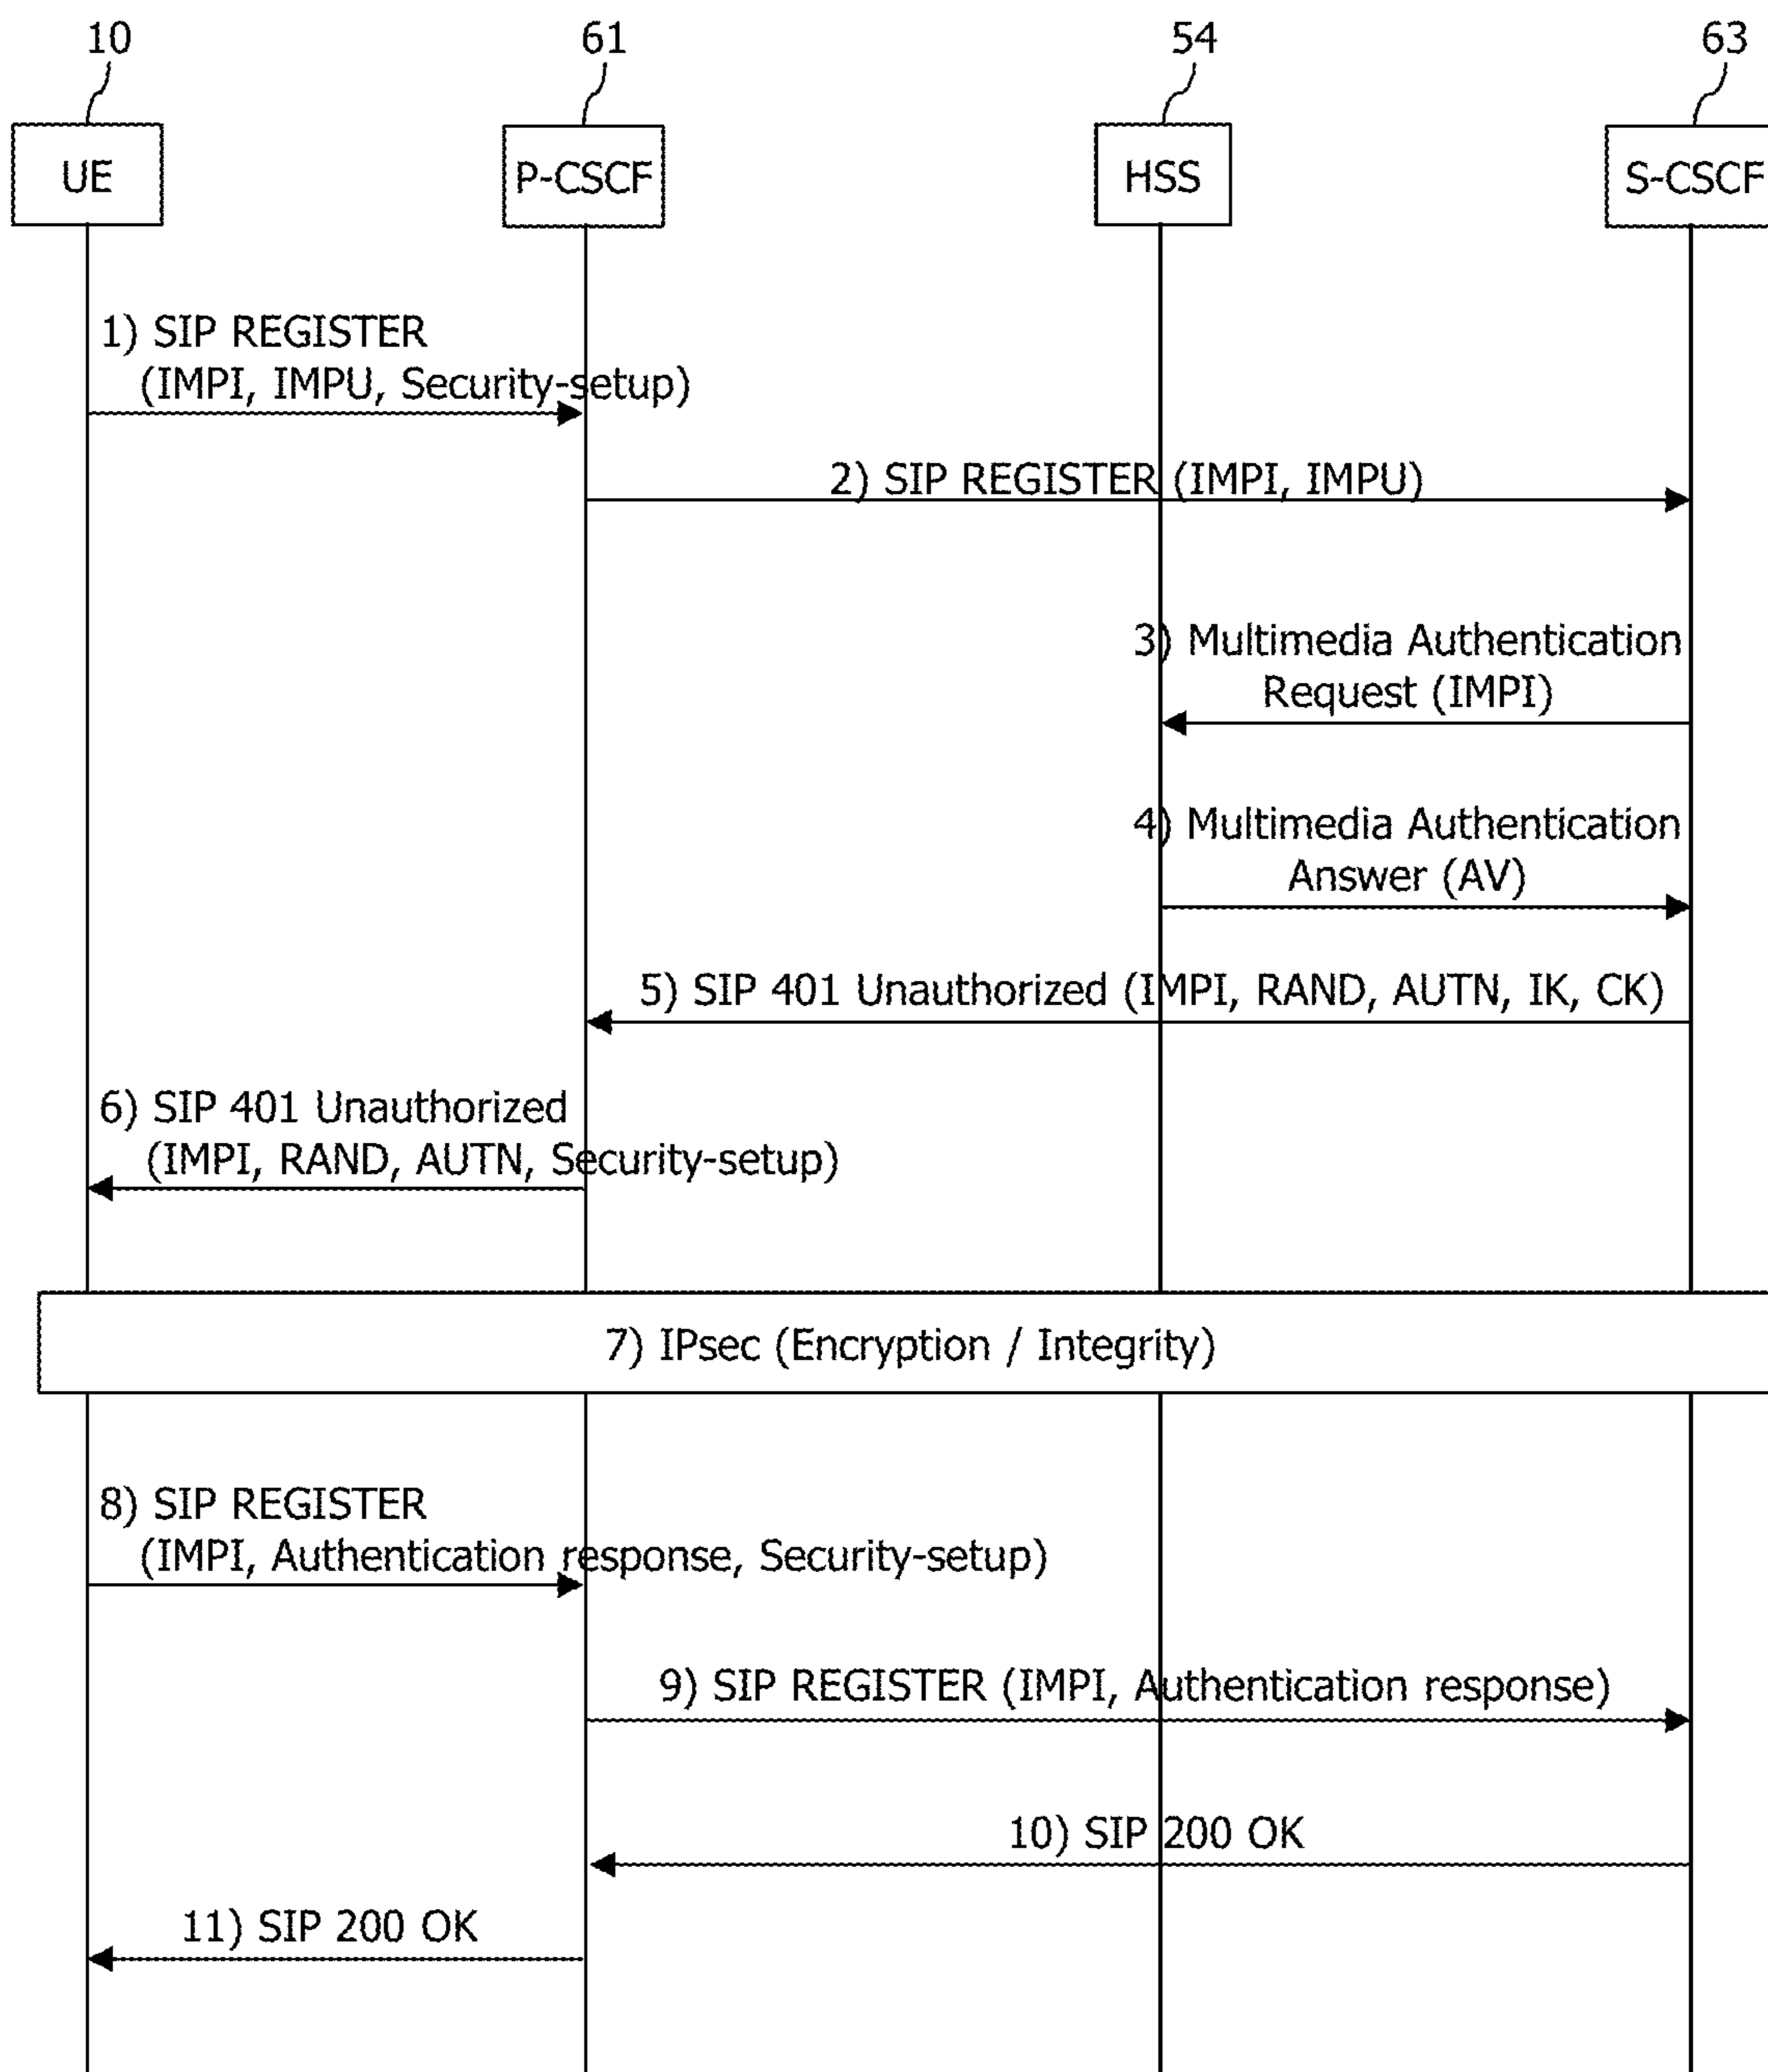 10
61
54
63
UE
P-CSCF
HSS
S-CSCF
1) SIP REGISTER
(IMPI, IMPU, Security-setup)
2) SIP REGISTER (IMPI, IMPU)
3) Multimedia Authentication
Request (IMPI)
4) Multimedia Authentication
Answer (AV)
5) SIP 401 Unauthorized (IMPI, RAND, AUTN, IK, CK)
6) SIP 401 Unauthorized
(IMPI, RAND, AUTN, Security-setup)
7) IPsec (Encryption / Integrity)
8) SIP REGISTER
(IMPI, Authentication response, Security-setup)
9) SIP REGISTER (IMPI, Authentication response)
10) SIP 200 OK
11) SIP 200 OK